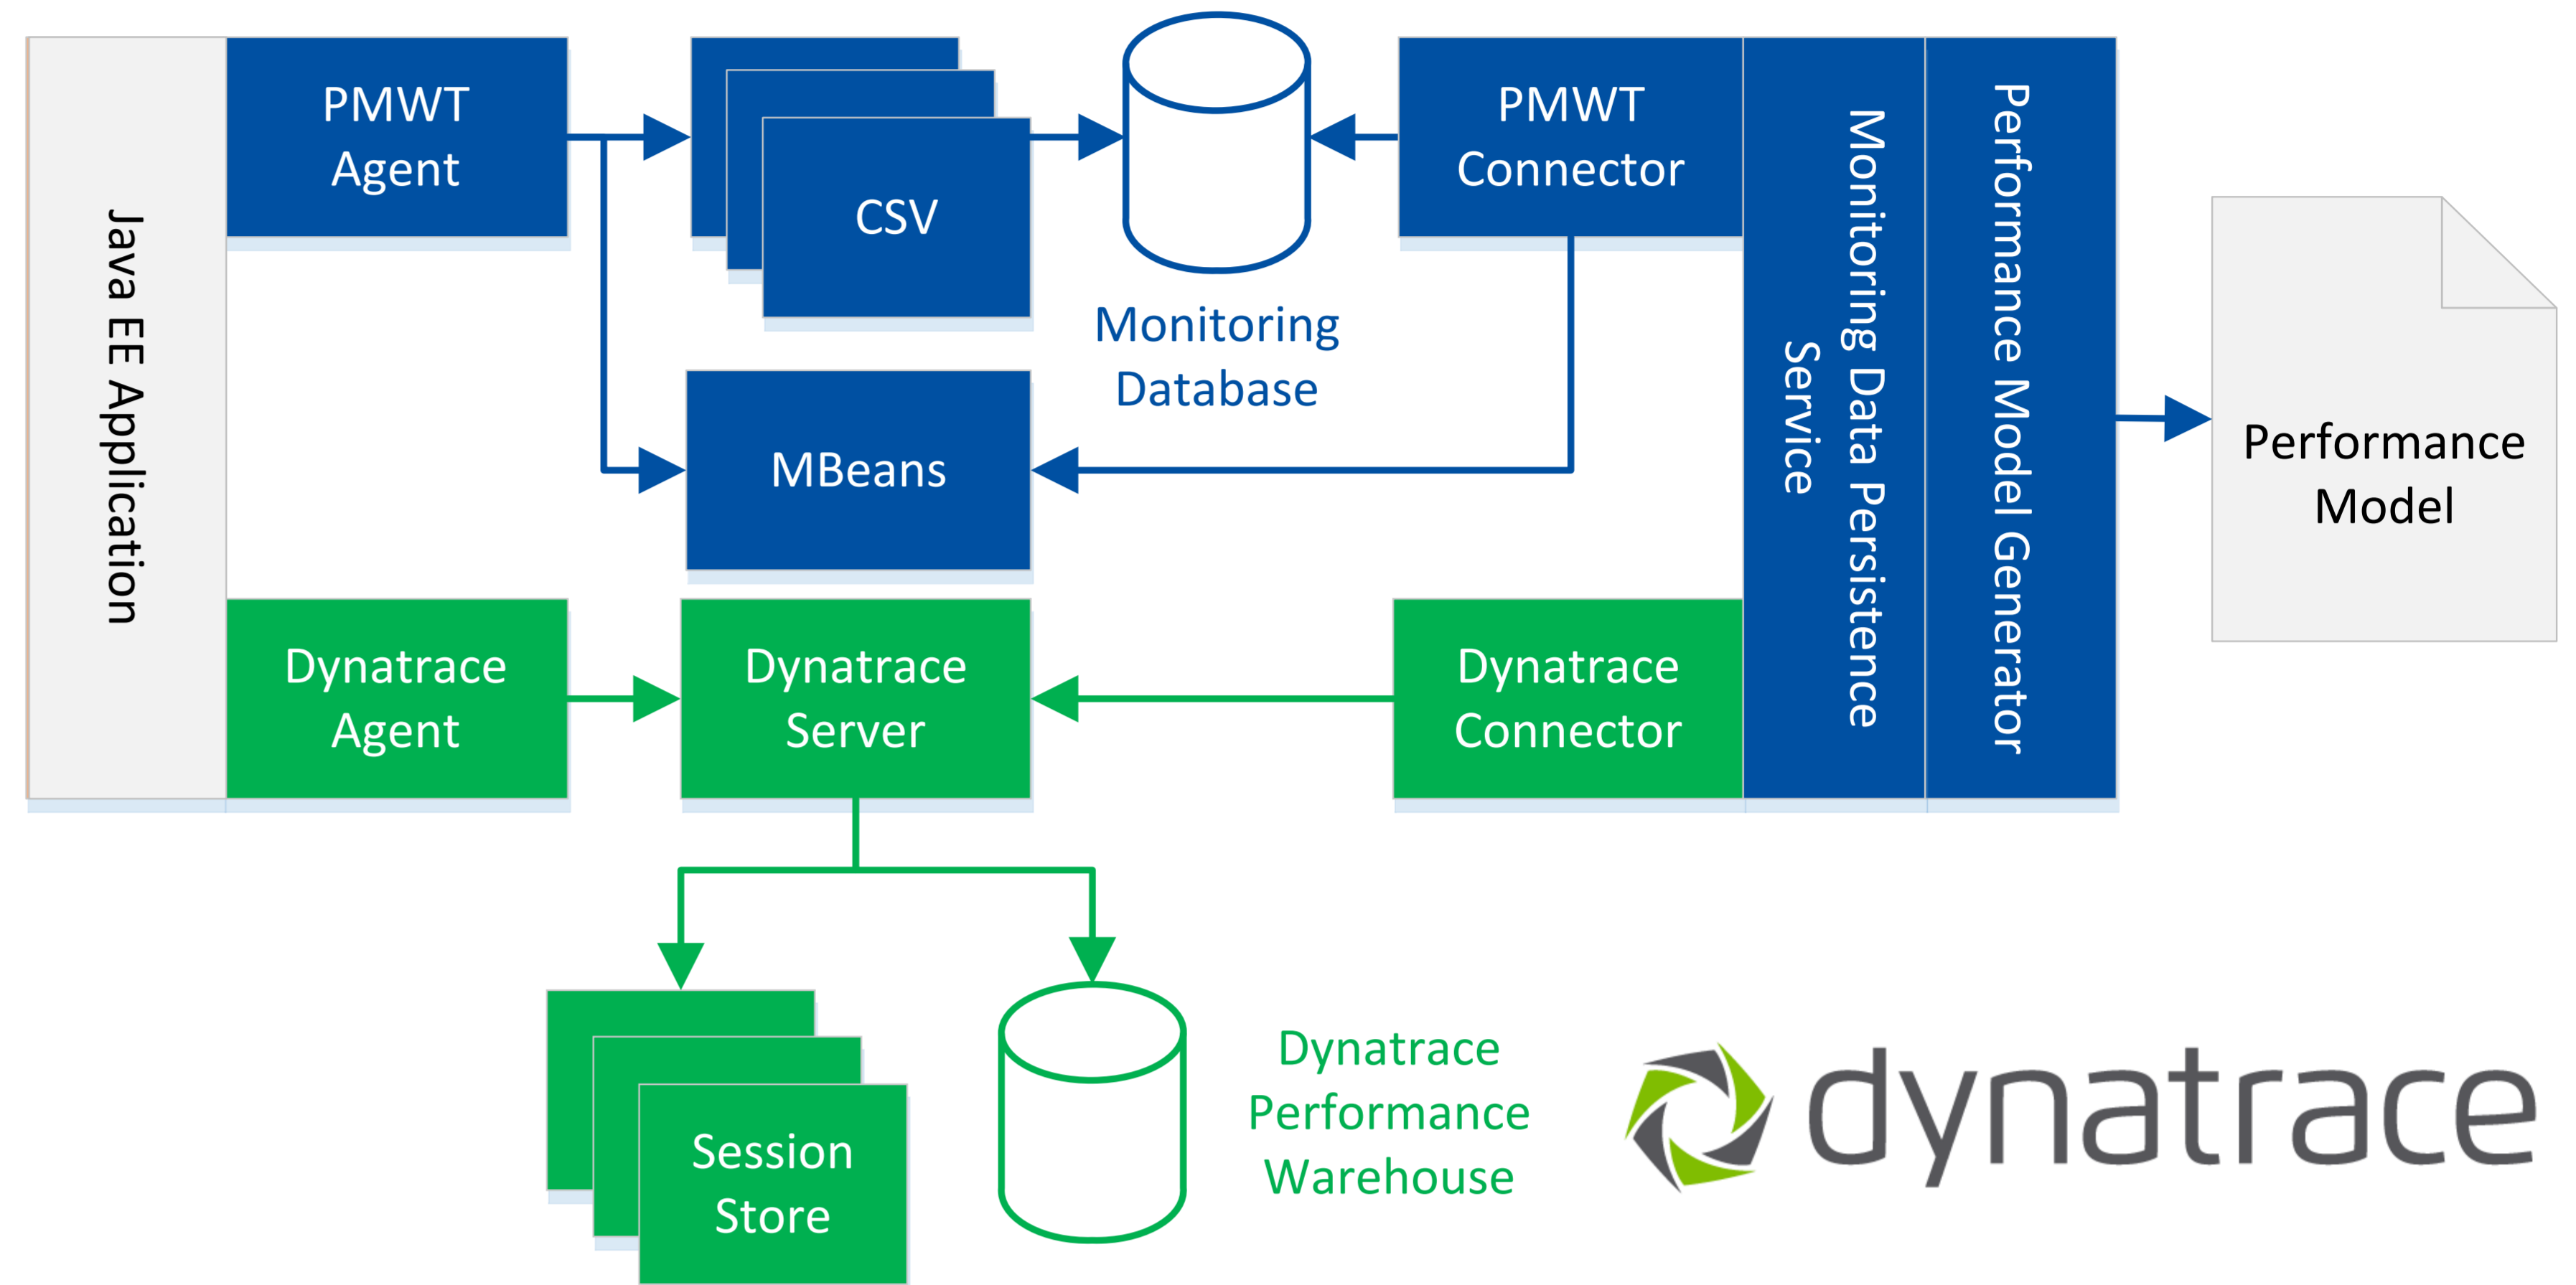 Java EE Application
PMWT
Agent
CSV
Monitoring
Database
PMWT
Connector
Monitoring Data Persistence
Service
Performance Model Generator
Performance
Model
MBeans
Dynatrace
Agent
Dynatrace
Server
Dynatrace
Connector
Session
Store
Dynatrace
Performance
Warehouse
dynatrace